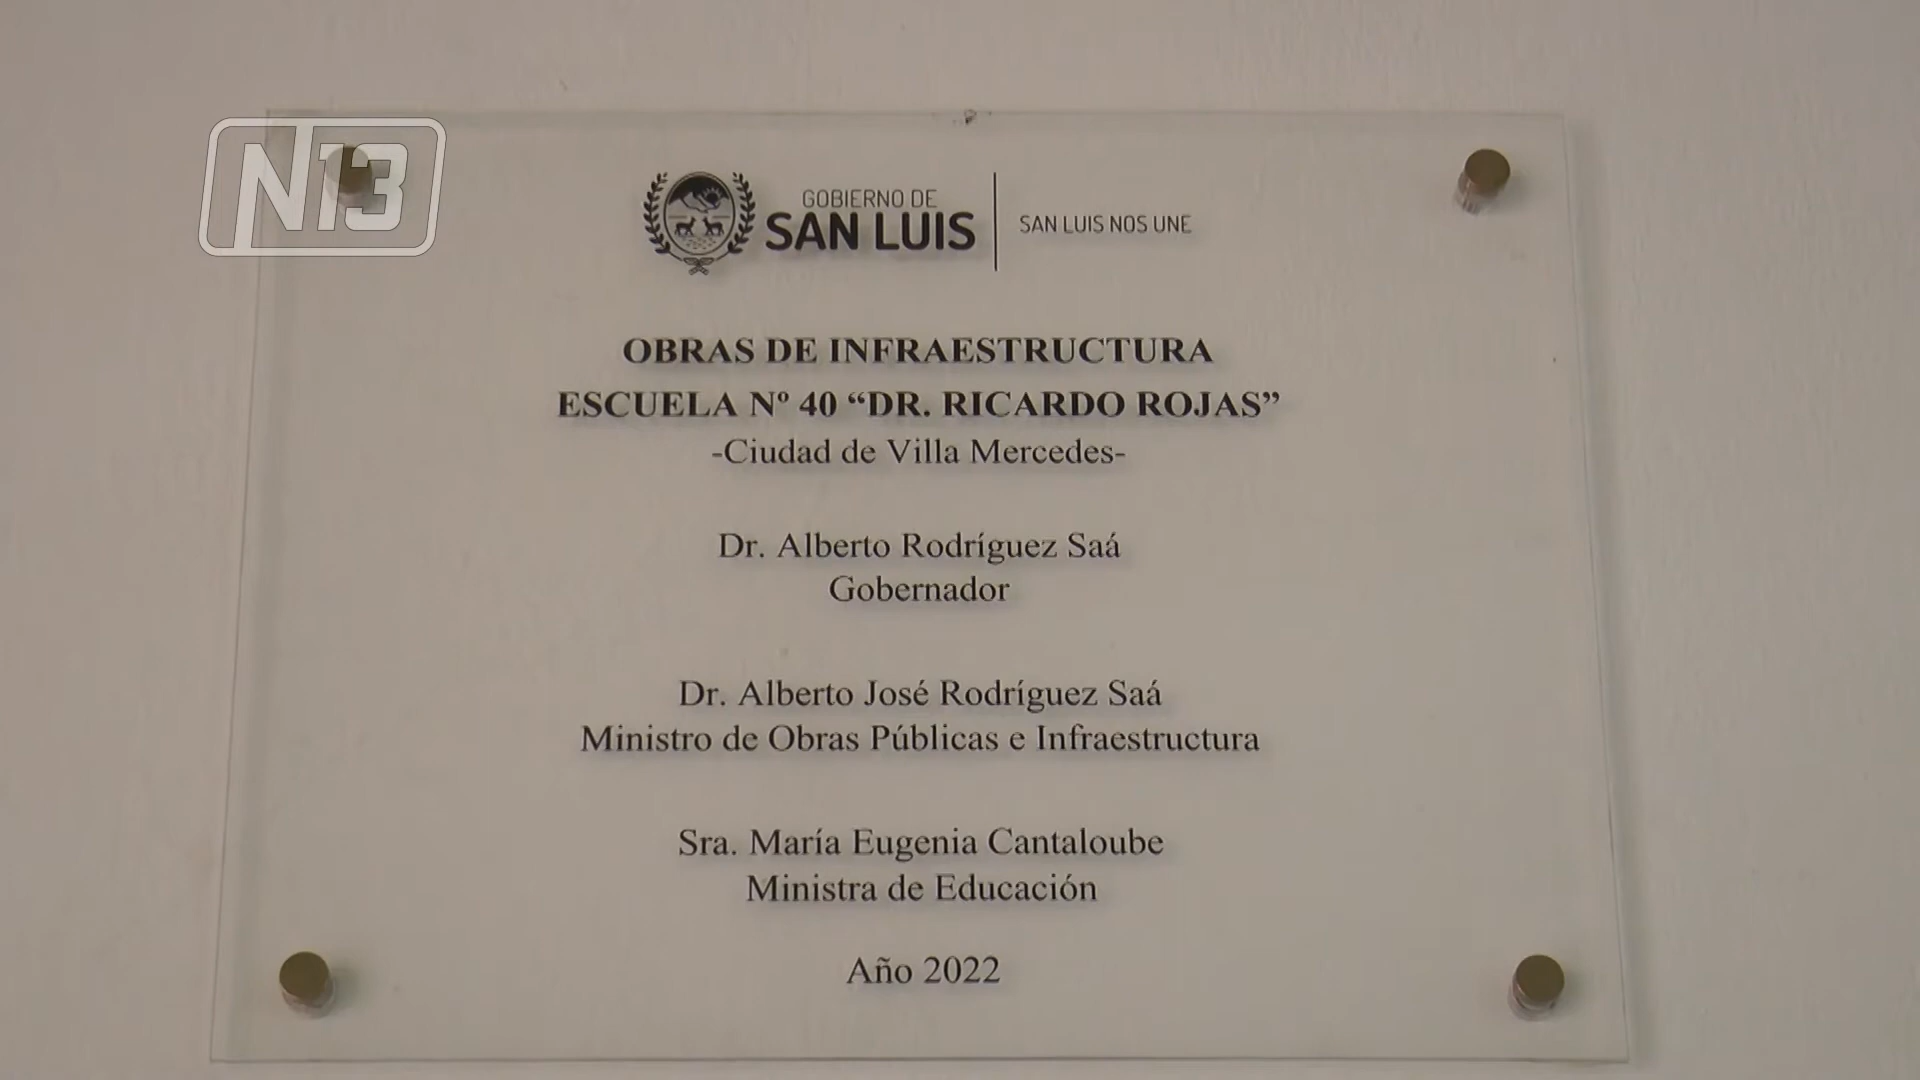 N13
GOBIERNO DE
SAN LUIS
SAN LUIS NOS UNE
OBRAS DE INFRAESTRUCTURA
ESCUELA Nº 40 “DR. RICARDO ROJAS”
-Ciudad de Villa Mercedes-
Dr. Alberto Rodríguez Saá
Gobernador
Dr. Alberto José Rodríguez Saá
Ministro de Obras Públicas e Infraestructura
Sra. María Eugenia Cantaloube
Ministra de Educación
Año 2022